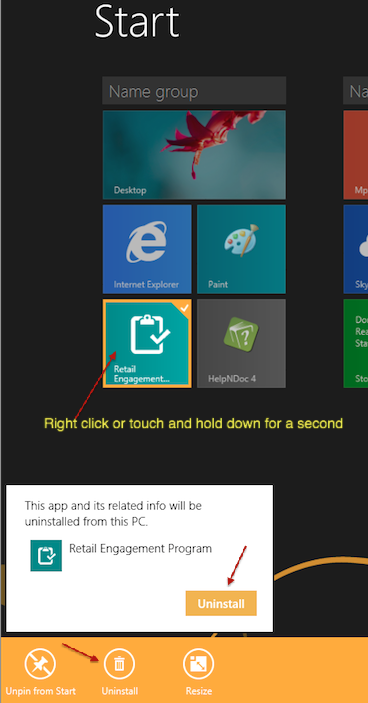 Start
Name group
Na
Desktop
Mp
Internet Explorer
Paint
Sky
Retail
Engagement...
HelpNDoc 4
Do
Rea
Sta
Sto
Right click or touch and hold down for a second
This app and its related info will be
uninstalled from this PC.
Retail Engagement Program
Uninstall
Unpin from Start
Uninstall
Resize